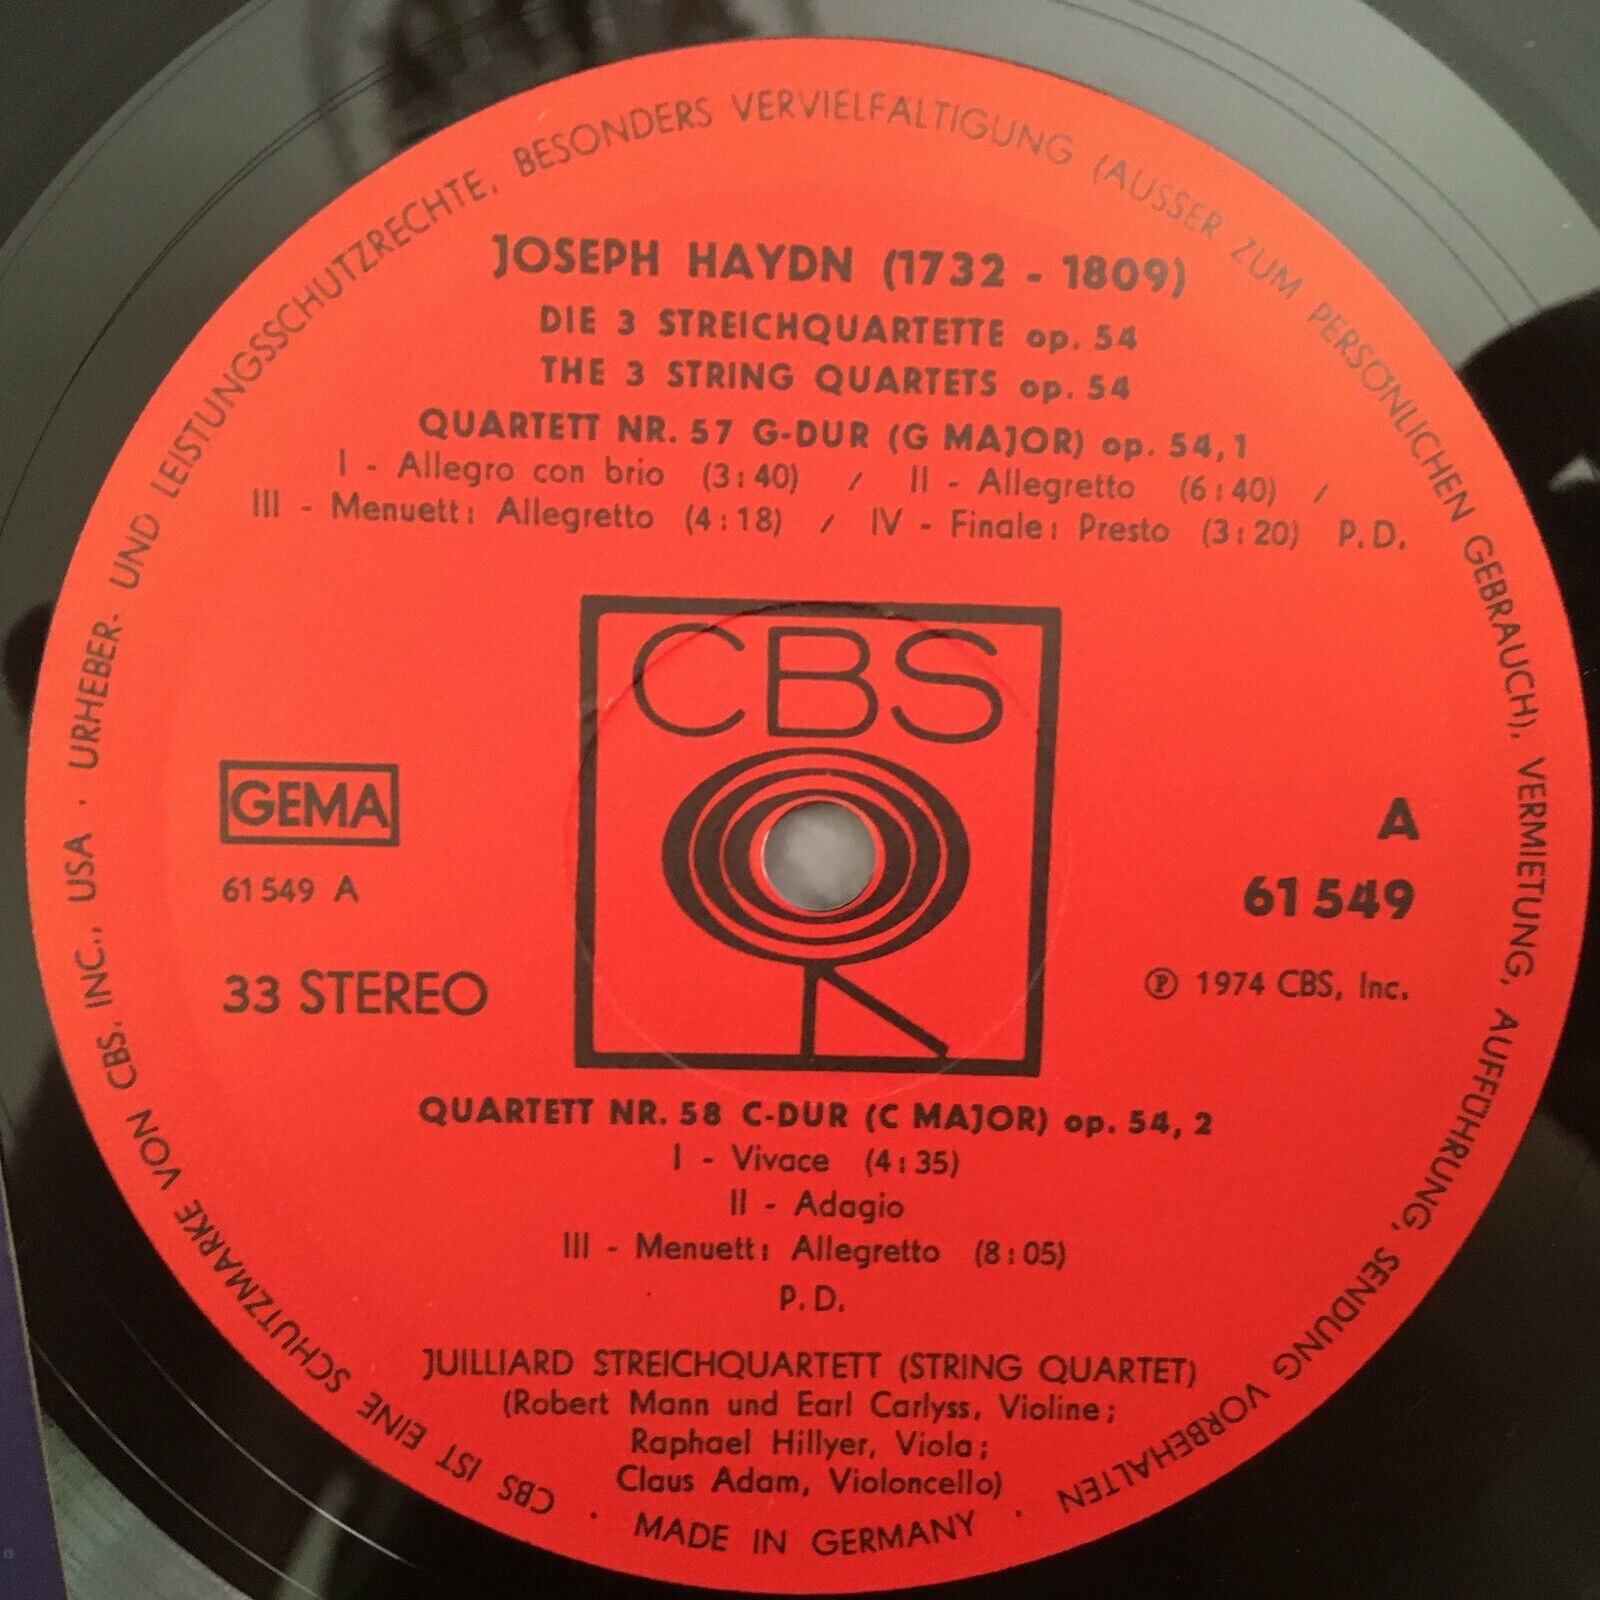 JOSEPH HAYDN (1732 - 1809)
DIE 3 STREICHQUARTETTE op. 54
THE 3 STRING QUARTETS op. 54
QUARTETT NR. 57 G-DUR (G MAJOR) op. 54,1
I - Allegro con brio (3:40) / II - Allegretto (6:40) /
III - Menuett: Allegretto (4:18) / IV - Finale: Presto (3:20) P.D.
CBS
GEMA
61 549 A
33 STEREO
A
61 549
℗ 1974 CBS, Inc.
QUARTETT NR. 58 C-DUR (C MAJOR) op. 54, 2
I - Vivace (4:35)
II - Adagio
III - Menuett: Allegretto (8:05)
P.D.
JUILLIARD STREICHQUARTETT (STRING QUARTET)
(Robert Mann und Earl Carlyss, Violine;
Raphael Hillyer, Viola;
Claus Adam, Violoncello)
CBS IST EINE SCHUTZMARKE VON CBS, INC., USA · URHEBER- UND LEISTUNGSSCHUTZRECHTE, BESONDERS VERVIELFÄLTIGUNG (AUSSER ZUM PERSÖNLICHEN GEBRAUCH), VERMIETUNG, AUFFÜHRUNG, SENDUNG VORBEHALTEN · MADE IN GERMANY ·